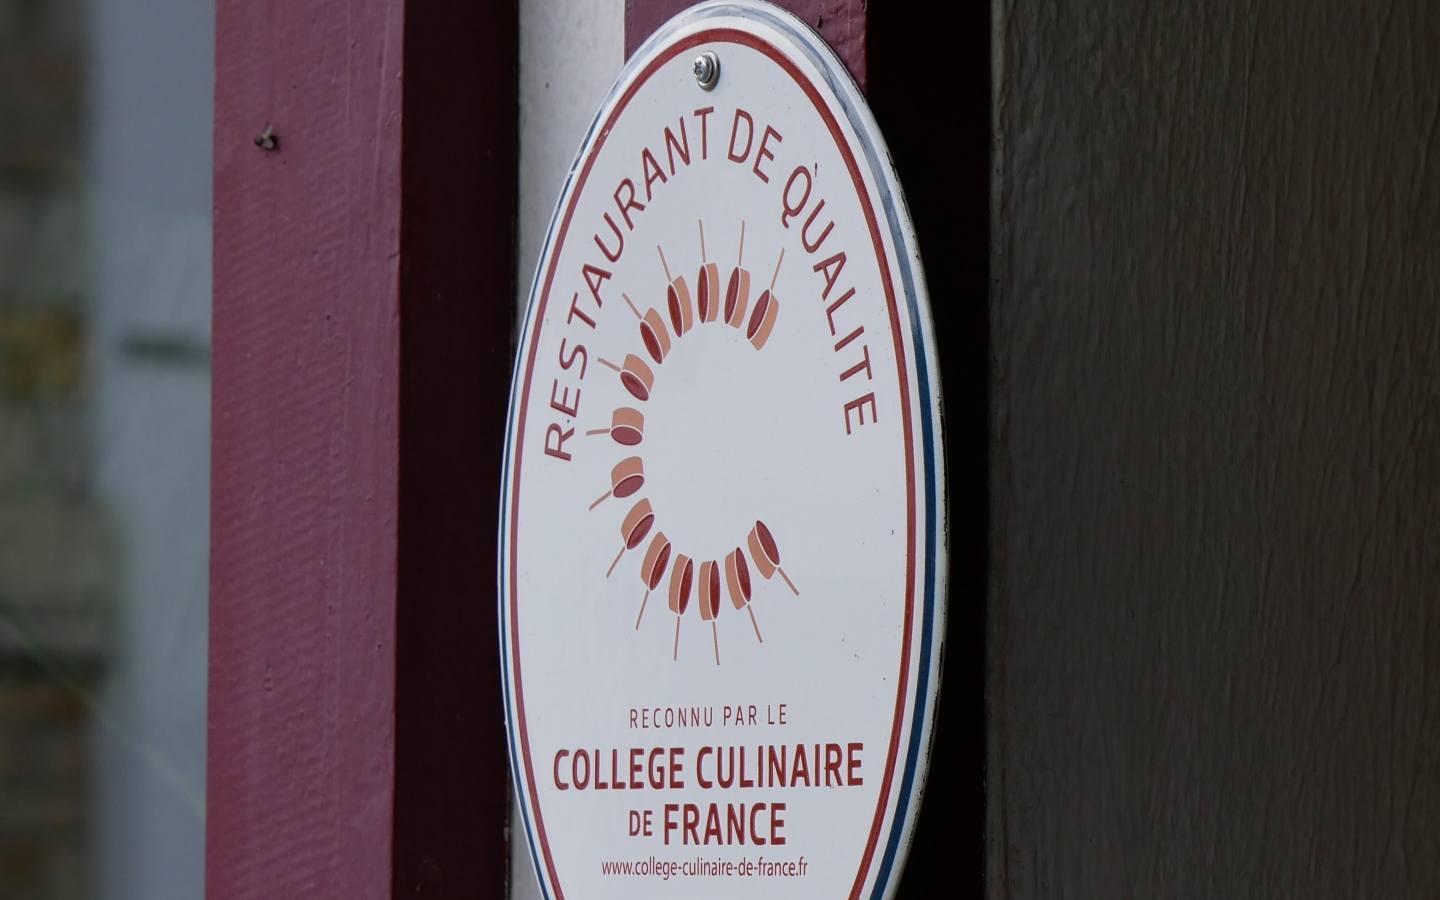 RESTAURANT DE QUALITE
RECONNU PAR LE
COLLEGE CULINAIRE
DE FRANCE
www.college-culinaire-de-france.fr